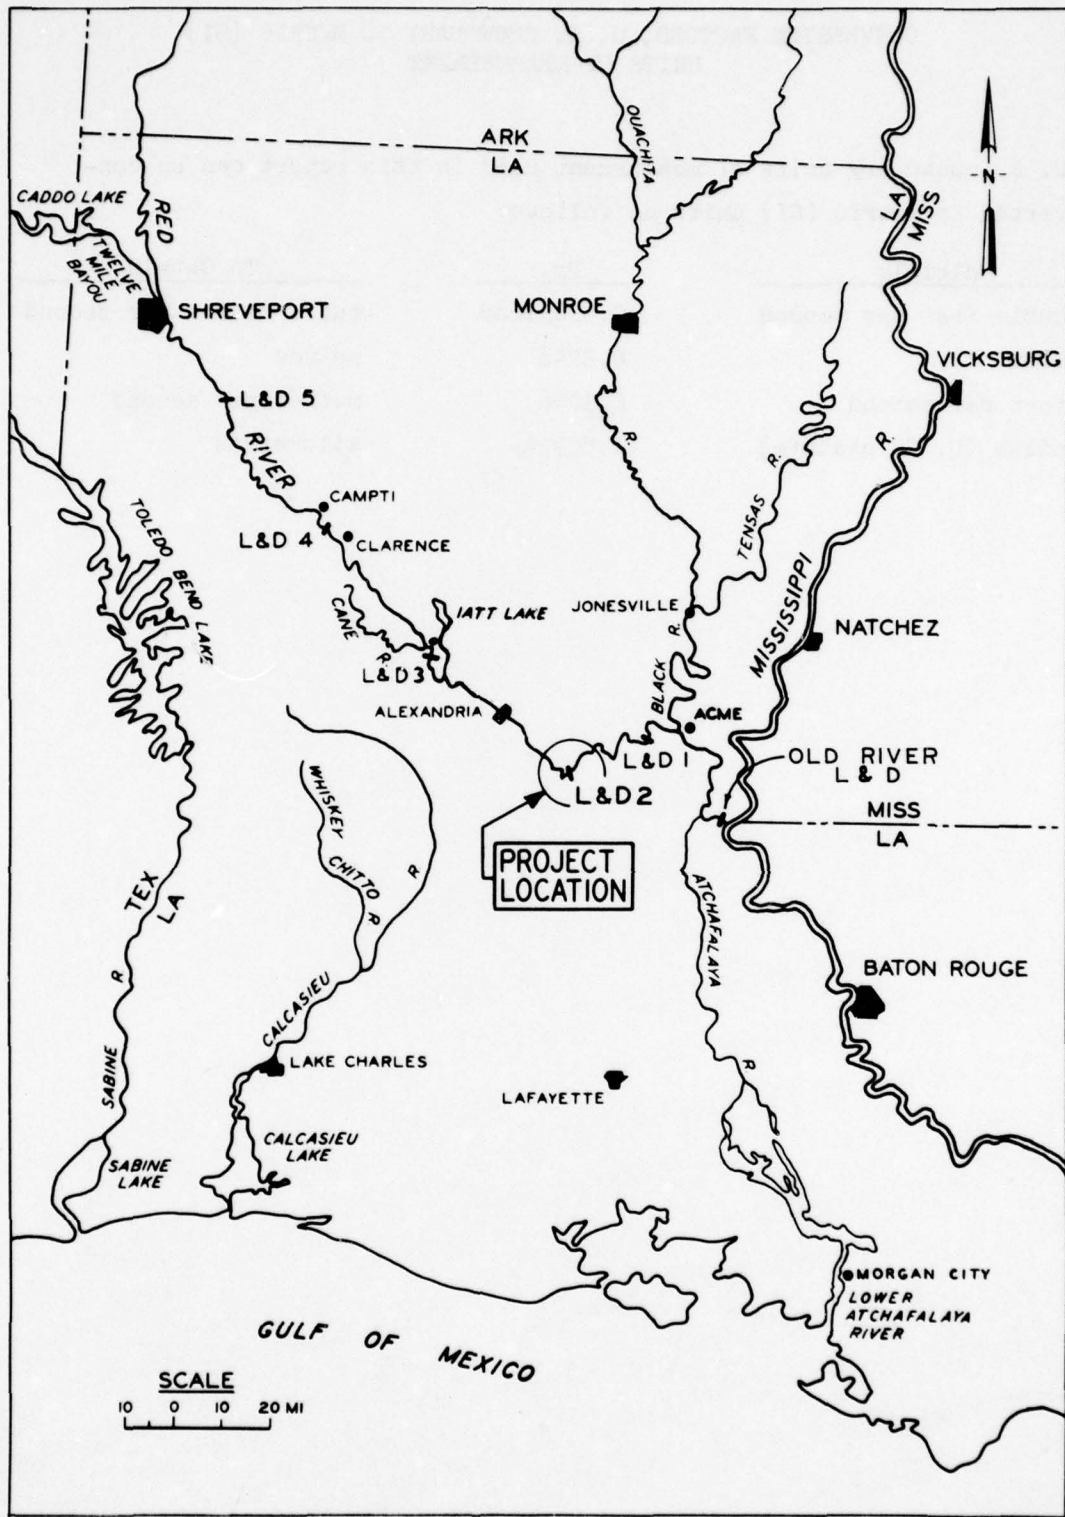 ARK
LA
OUACHITA
R.
CADDO LAKE
RED
RIVER
TWELVE
MILE
BAYOU
SHREVEPORT
MONROE
LA
MISS
N
VICKSBURG
L&D 5
CAMPTI
L&D 4
CLARENCE
TENSAS
R.
MISSISSIPPI
R.
TOLEDO
BEND
LAKE
CANE
R.
IATT LAKE
JONESVILLE
NATCHEZ
L&D3
ALEXANDRIA
BLACK
R.
ACME
L&D 1
OLD RIVER
L & D
L&D2
MISS
LA
PROJECT
LOCATION
WHISKEY
CHITTO
R
TEX
LA
SABINE
R
CALCASIEU
R
ATCHAFALAYA
R
BATON ROUGE
LAKE CHARLES
LAFAYETTE
CALCASIEU
LAKE
SABINE
LAKE
MORGAN CITY
LOWER
ATCHAFALAYA
RIVER
GULF OF MEXICO
SCALE
10 0 10 20 MI